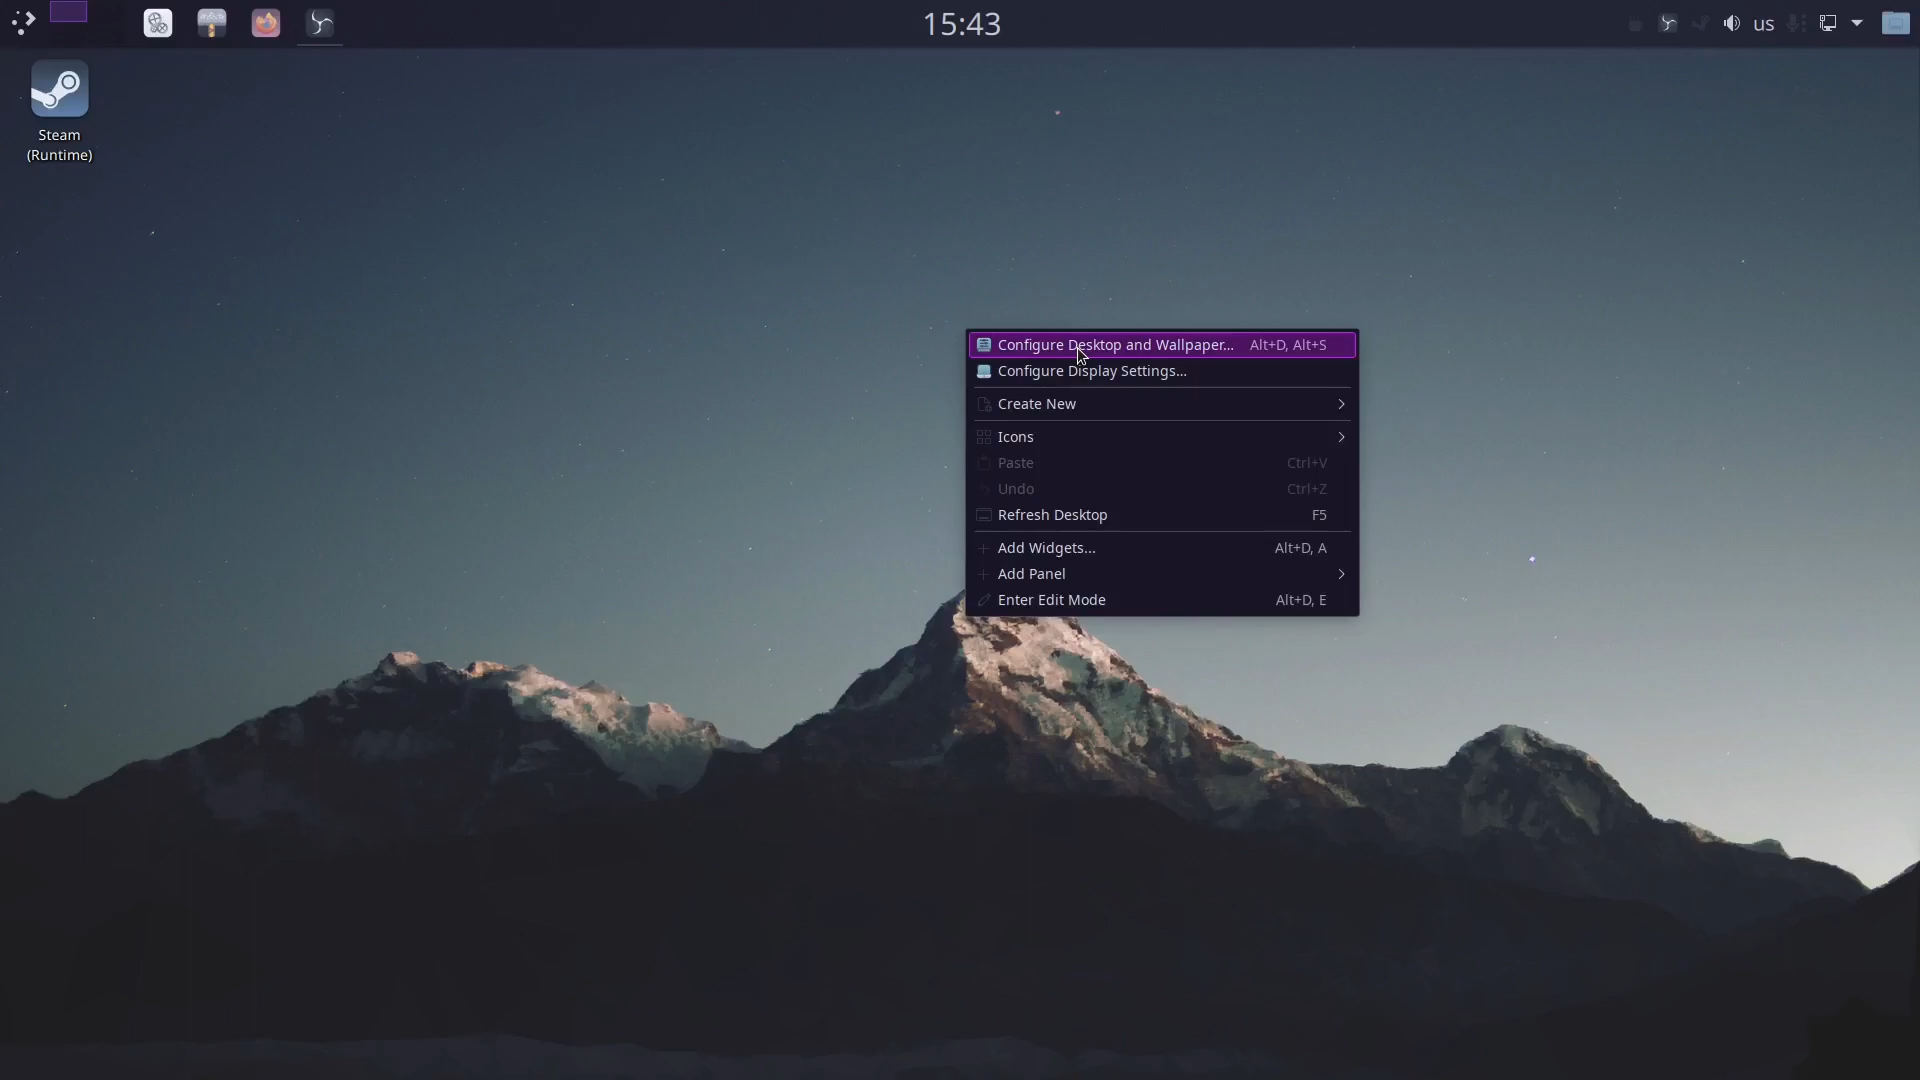 15:43
us
Steam
(Runtime)
Configure Desktop and Wallpaper... Alt+D, Alt+S
Configure Display Settings...
Create New
Icons
Paste Ctrl+V
Undo Ctrl+Z
Refresh Desktop F5
Add Widgets... Alt+D, A
Add Panel
Enter Edit Mode Alt+D, E